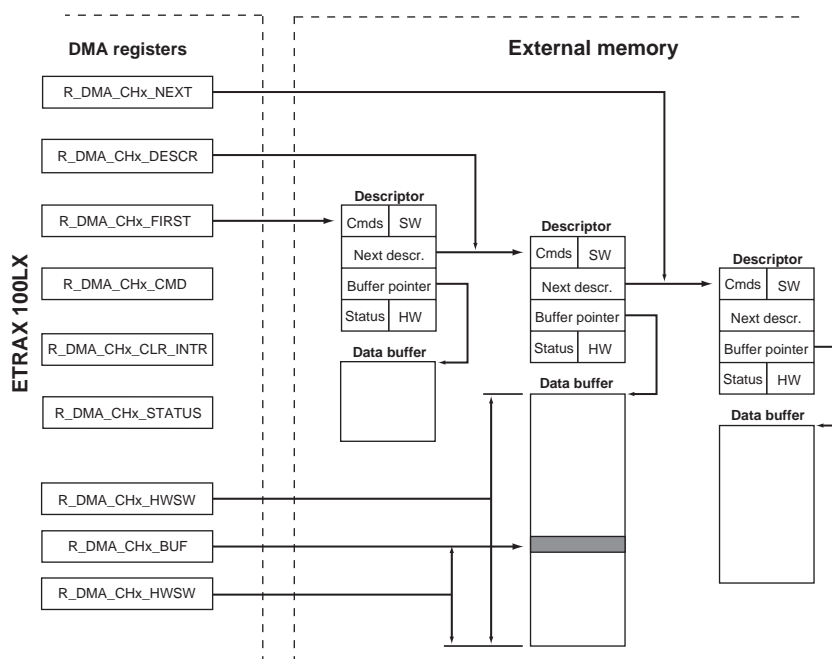 DMA registers
External memory
ETRAX 100LX
R_DMA_CHx_NEXT
R_DMA_CHx_DESCR
R_DMA_CHx_FIRST
R_DMA_CHx_CMD
R_DMA_CHx_CLR_INTR
R_DMA_CHx_STATUS
R_DMA_CHx_HWSW
R_DMA_CHx_BUF
R_DMA_CHx_HWSW
Descriptor
Cmds SW
Next descr.
Buffer pointer
Status HW
Data buffer
Descriptor
Cmds SW
Next descr.
Buffer pointer
Status HW
Data buffer
Descriptor
Cmds SW
Next descr.
Buffer pointer
Status HW
Data buffer